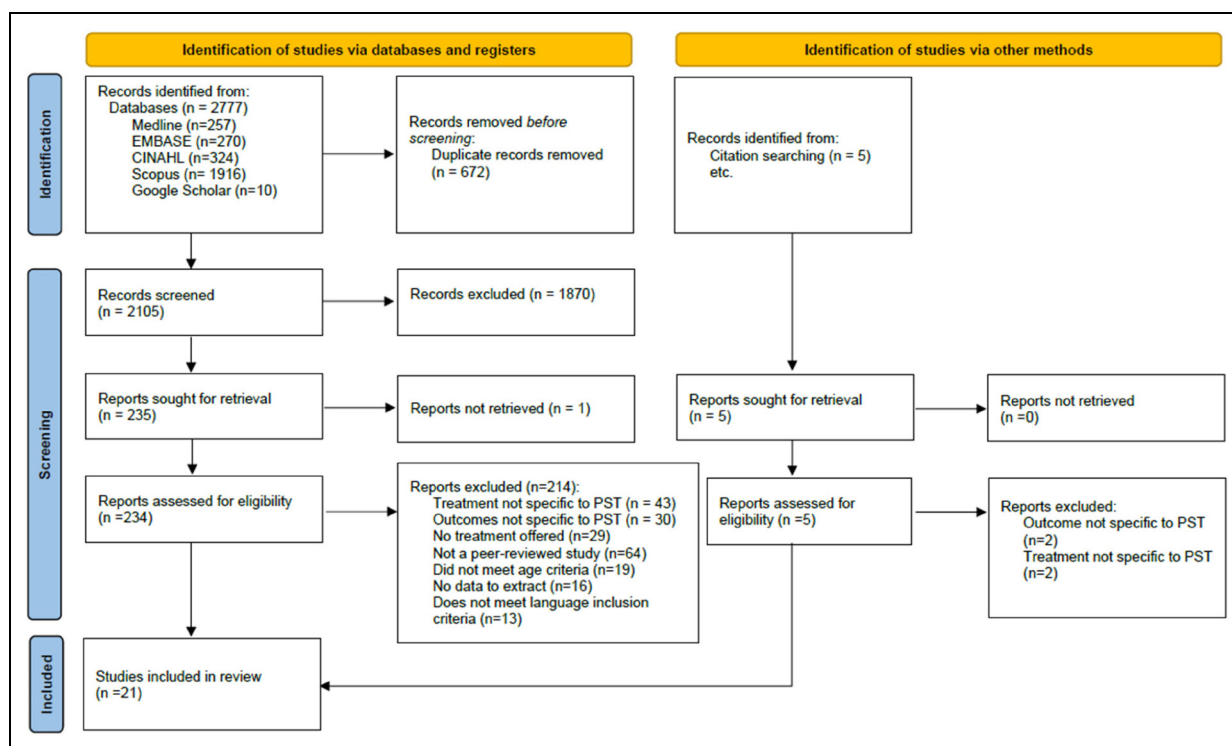 Identification of studies via databases and registers
Identification of studies via other methods
Identification
Records identified from:
Databases (n = 2777)
Medline (n=257)
EMBASE (n=270)
CINAHL (n=324)
Scopus (n= 1916)
Google Scholar (n=10)
Records removed before
screening:
Duplicate records removed
(n = 672)
Records identified from:
Citation searching (n = 5)
etc.
Screening
Records screened
(n = 2105)
Records excluded (n = 1870)
Reports sought for retrieval
(n = 235)
Reports not retrieved (n = 1)
Reports sought for retrieval
(n = 5)
Reports not retrieved
(n =0)
Reports assessed for eligibility
(n =234)
Reports excluded (n=214):
Treatment not specific to PST (n = 43)
Outcomes not specific to PST (n = 30)
No treatment offered (n=29)
Not a peer-reviewed study (n=64)
Did not meet age criteria (n=19)
No data to extract (n=16)
Does not meet language inclusion
criteria (n=13)
Reports assessed for
eligibility (n =5)
Reports excluded:
Outcome not specific to PST
(n=2)
Treatment not specific to PST
(n=2)
Included
Studies included in review
(n =21)